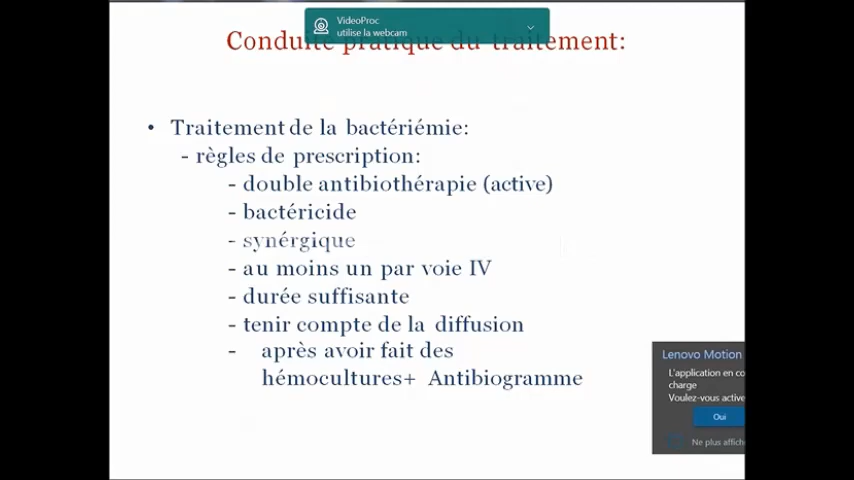 VideoProc
utilise la webcam
Conduite pratique du traitement:
• Traitement de la bactériémie:
- règles de prescription:
- double antibiothérapie (active)
- bactéricide
- synérgique
- au moins un par voie IV
- durée suffisante
- tenir compte de la diffusion
- après avoir fait des
hémocultures+ Antibiogramme
Lenovo Motion
L'application en co
charge
Voulez-vous active
Oui
Ne plus affiche